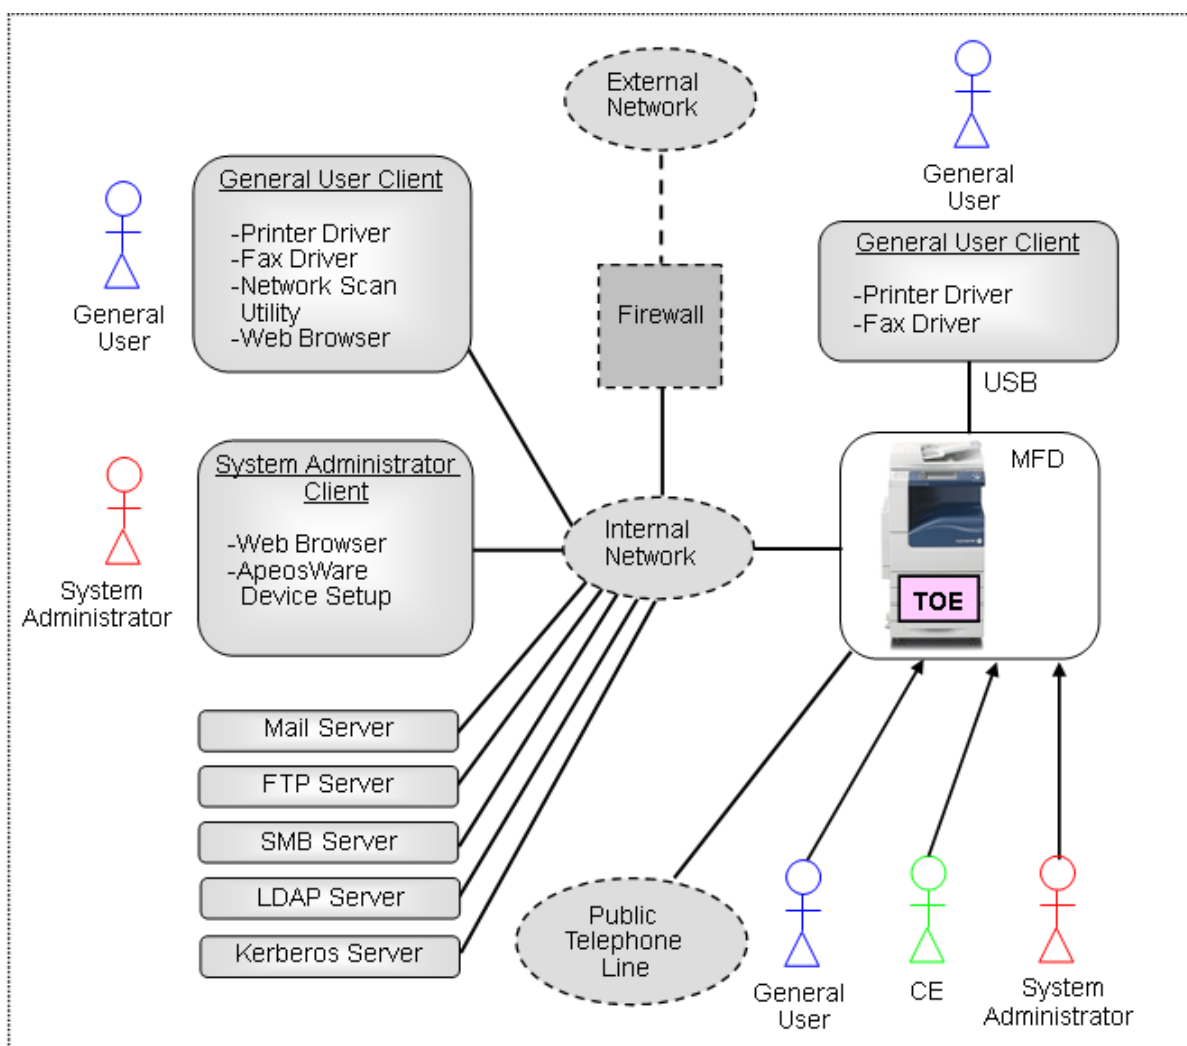 External
Network
General
User
General User Client
-Printer Driver
-Fax Driver
-Network Scan
Utility
-Web Browser
General
User
General User Client
-Printer Driver
-Fax Driver
Firewall
USB
System Administrator
Client
-Web Browser
-ApeosWare
Device Setup
System
Administrator
Internal
Network
MFD
TOE
Mail Server
FTP Server
SMB Server
LDAP Server
Kerberos Server
Public
Telephone
Line
General
User
CE
System
Administrator